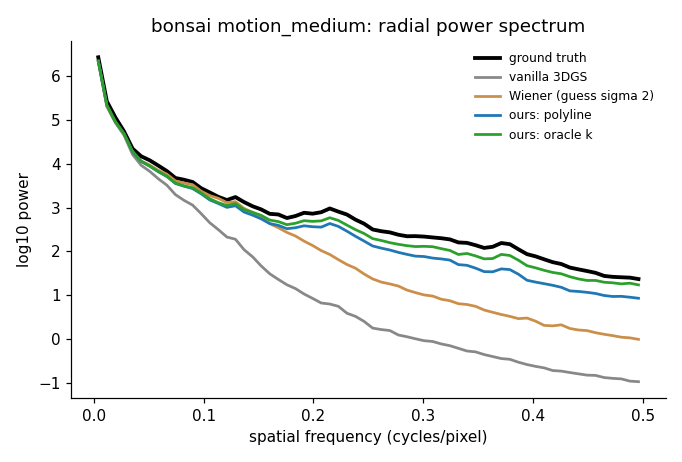 bonsai motion_medium: radial power spectrum
ground truth
vanilla 3DGS
Wiener (guess sigma 2)
ours: polyline
ours: oracle k
log10 power
6
5
4
3
2
1
0
−1
0.0 0.1 0.2 0.3 0.4 0.5
spatial frequency (cycles/pixel)